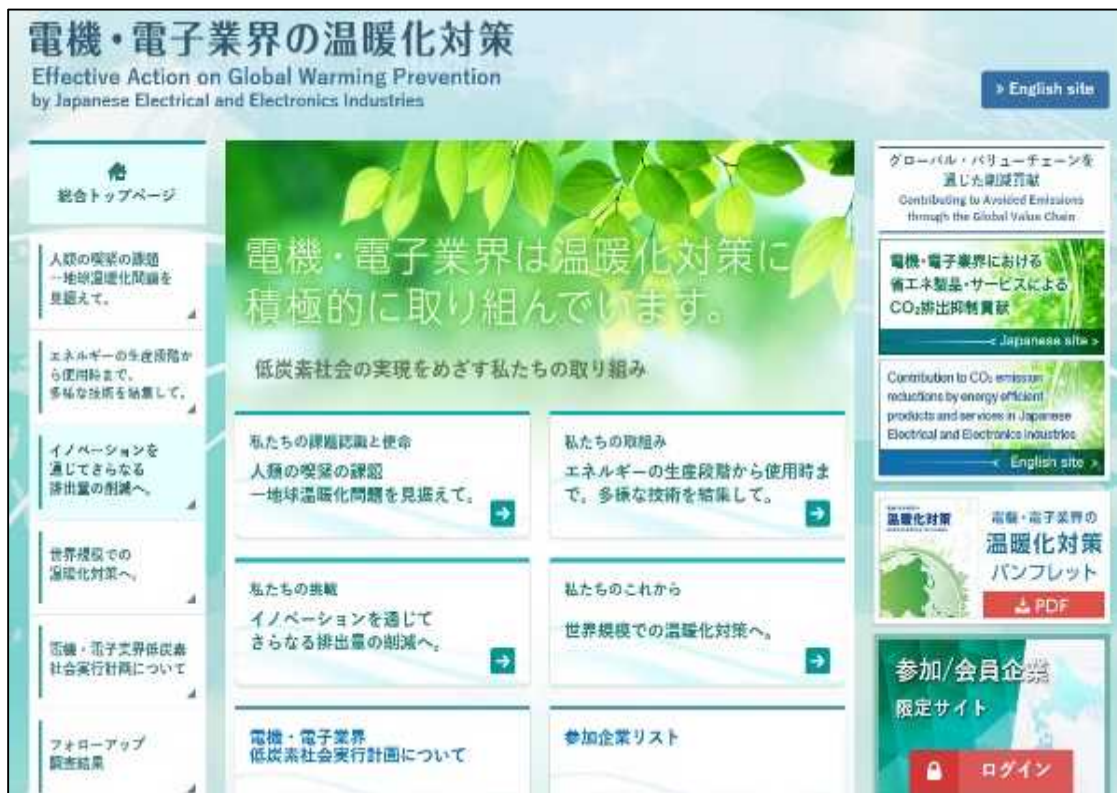 電機・電子業界の温暖化対策
Effective Action on Global Warming Prevention
by Japanese Electrical and Electronics Industries
» English site
総合トップページ
人類の喫緊の課題
―地球温暖化問題を
見据えて。
エネルギーの生産段階か
ら使用時まで、
多様な技術を結集して。
イノベーションを
通じてさらなる
排出量の削減へ。
世界規模での
温暖化対策へ。
電機・電子業界低炭素
社会実行計画について
フォローアップ
調査結果
電機・電子業界は温暖化対策に
積極的に取り組んでいます。
低炭素社会の実現をめざす私たちの取り組み
私たちの課題認識と使命
人類の喫緊の課題
―地球温暖化問題を見据えて。
私たちの取組み
エネルギーの生産段階から使用時ま
で。多様な技術を結集して。
私たちの挑戦
イノベーションを通じて
さらなる排出量の削減へ。
私たちのこれから
世界規模での温暖化対策へ。
電機・電子業界
低炭素社会実行計画について
参加企業リスト
グローバル・バリューチェーンを
通じた削減貢献
Contributing to Avoided Emissions
through the Global Value Chain
電機・電子業界における
省エネ製品・サービスによる
CO₂排出抑制貢献
< Japanese site >
Contribution to CO₂ emission
reductions by energy efficient
products and services in Japanese
Electrical and Electronics Industries
< English site >
温暖化対策
電機・電子業界の
温暖化対策
パンフレット
PDF
参加/会員企業
限定サイト
ログイン